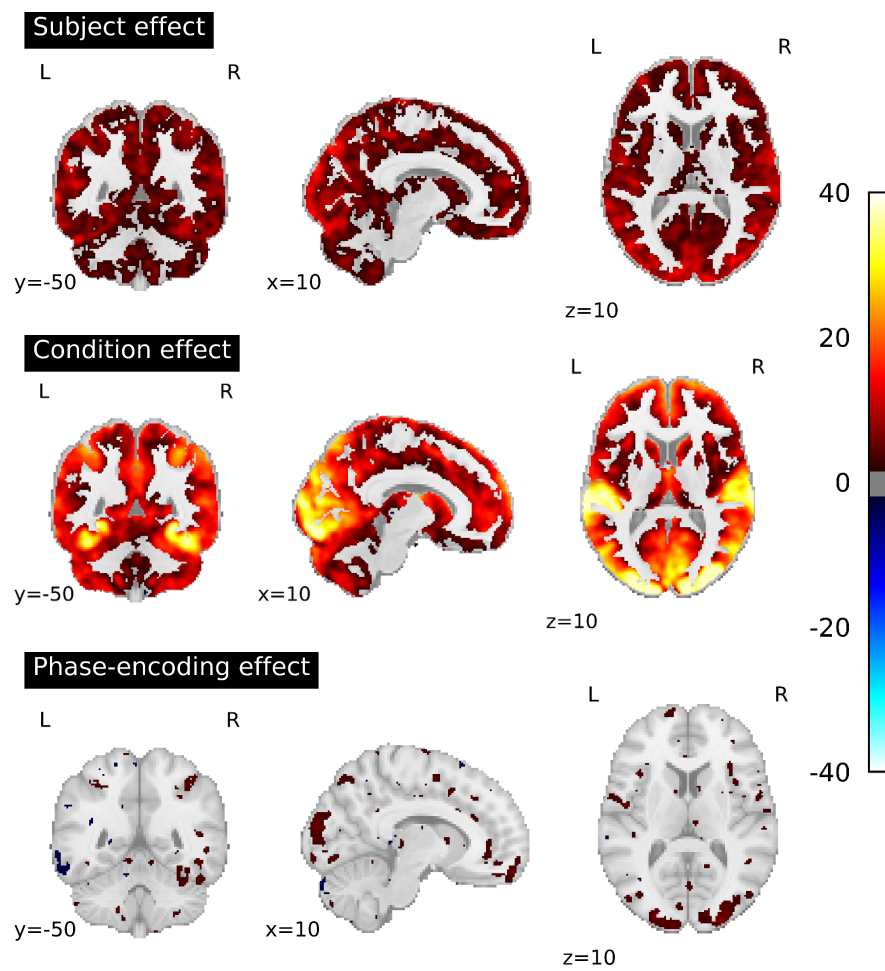 Subject effect
L R L R
y=-50 x=10 z=10
40
20
0
-20
-40
Condition effect
L R L R
y=-50 x=10 z=10
Phase-encoding effect
L R L R
y=-50 x=10 z=10